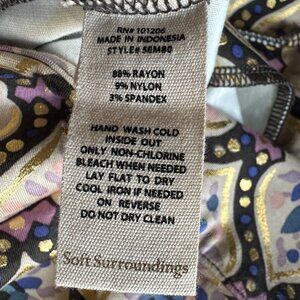 RN# 101206
MADE IN INDONESIA
STYLE# 5EM80
88% RAYON
9% NYLON
3% SPANDEX
HAND WASH COLD
INSIDE OUT
ONLY NON-CHLORINE
BLEACH WHEN NEEDED
LAY FLAT TO DRY
COOL IRON IF NEEDED
ON REVERSE
DO NOT DRY CLEAN
Soft Surroundings